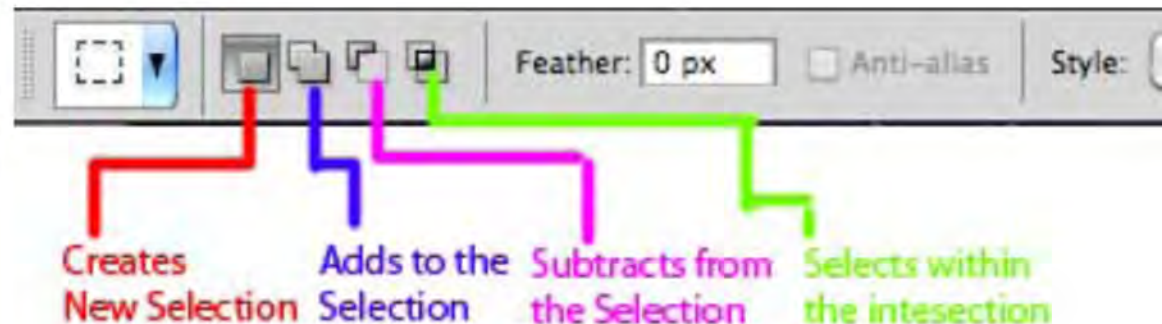 Feather: 0 px Anti-alias Style:
Creates
New Selection
Adds to the
Selection
Subtracts from
the Selection
Selects within
the intesection